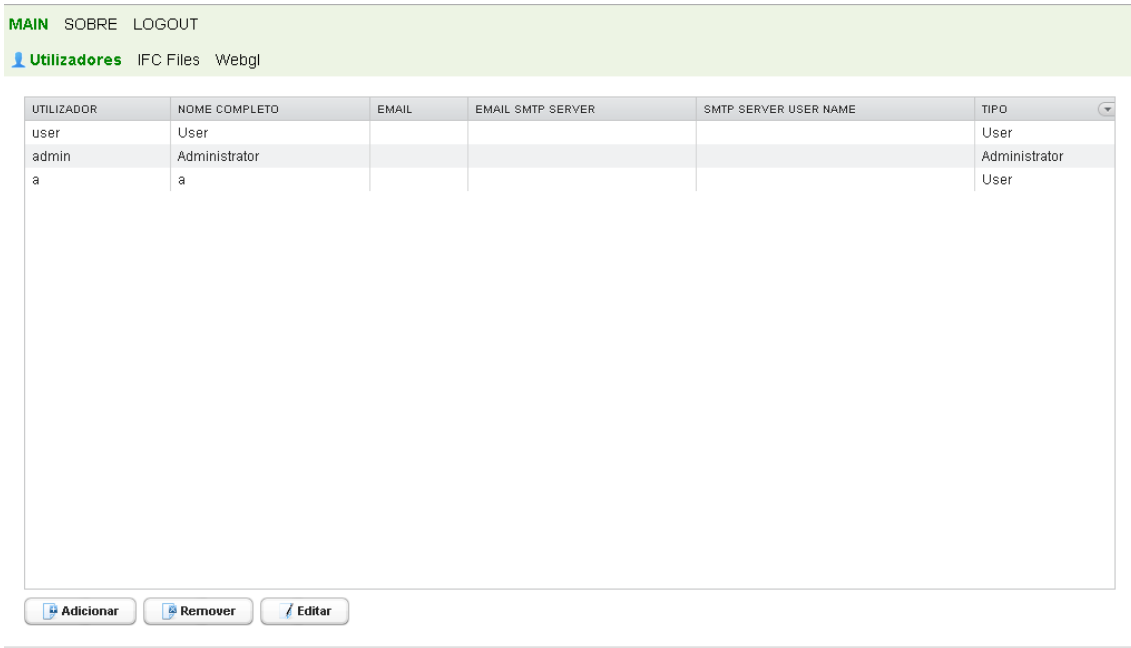 MAIN SOBRE LOGOUT
Utilizadores IFC Files Webgl
UTILIZADOR NOME COMPLETO EMAIL EMAIL SMTP SERVER SMTP SERVER USER NAME TIPO
user User User
admin Administrator Administrator
a a User
Adicionar Remover Editar